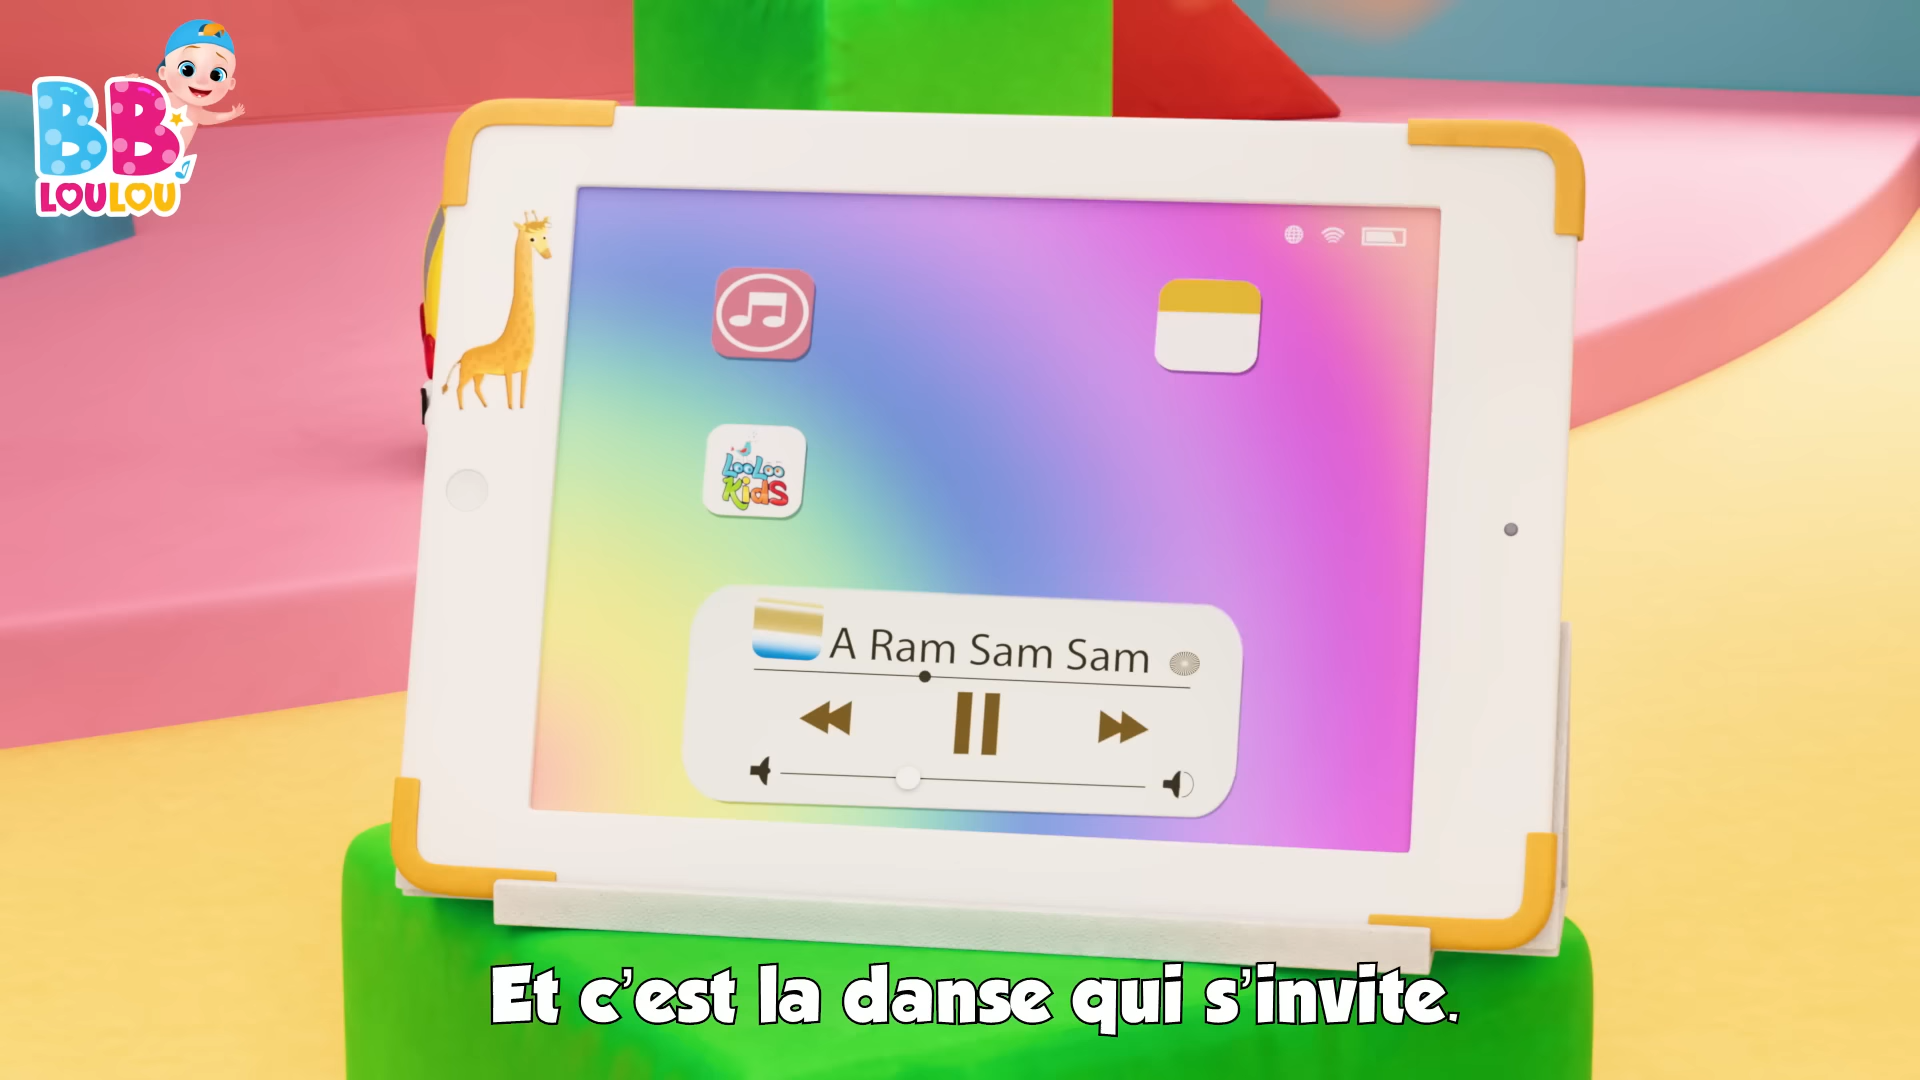 BB
LOULOU
LooLoo
Kids
A Ram Sam Sam
Et c'est la danse qui s'invite.